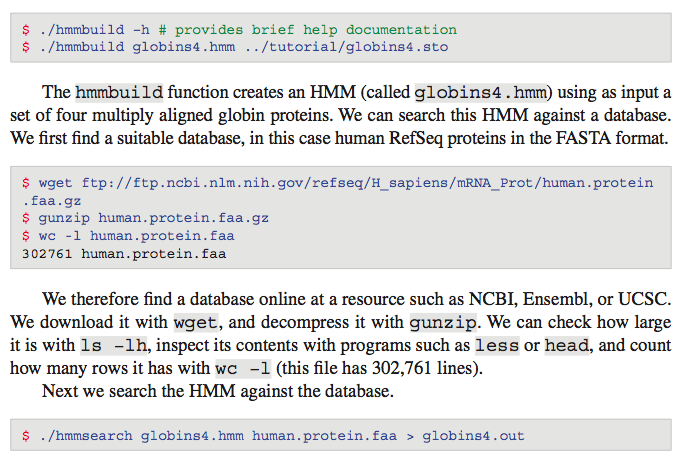 $ ./hmmbuild -h # provides brief help documentation
$ ./hmmbuild globins4.hmm ../tutorial/globins4.sto
The hmmbuild function creates an HMM (called globins4.hmm) using as input a
set of four multiply aligned globin proteins. We can search this HMM against a database.
We first find a suitable database, in this case human RefSeq proteins in the FASTA format.
$ wget ftp://ftp.ncbi.nlm.nih.gov/refseq/H_sapiens/mRNA_Prot/human.protein
.faa.gz
$ gunzip human.protein.faa.gz
$ wc -l human.protein.faa
302761 human.protein.faa
We therefore find a database online at a resource such as NCBI, Ensembl, or UCSC.
We download it with wget, and decompress it with gunzip. We can check how large
it is with ls –lh, inspect its contents with programs such as less or head, and count
how many rows it has with wc –l (this file has 302,761 lines).
Next we search the HMM against the database.
$ ./hmmsearch globins4.hmm human.protein.faa > globins4.out